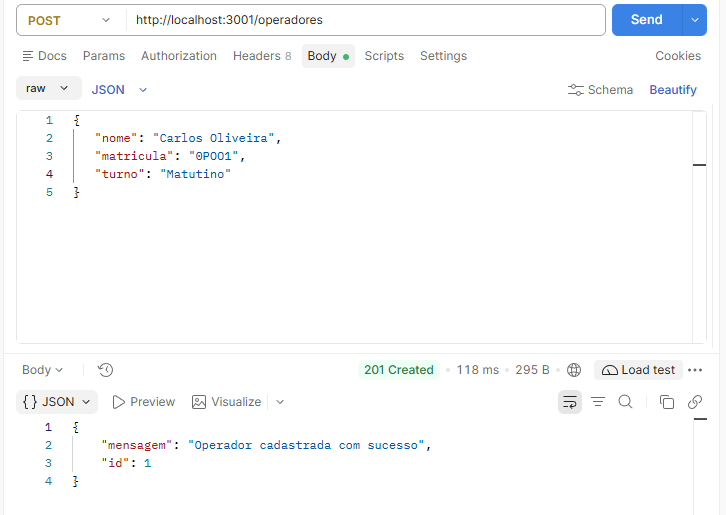 POST http://localhost:3001/operadores Send
Docs Params Authorization Headers 8 Body Scripts Settings Cookies
raw JSON Schema Beautify
1 {
2 "nome": "Carlos Oliveira",
3 "matricula": "0PO01",
4 "turno": "Matutino"
5 }
Body 201 Created 118 ms 295 B Load test
{} JSON Preview Visualize
1 {
2 "mensagem": "Operador cadastrada com sucesso",
3 "id": 1
4 }